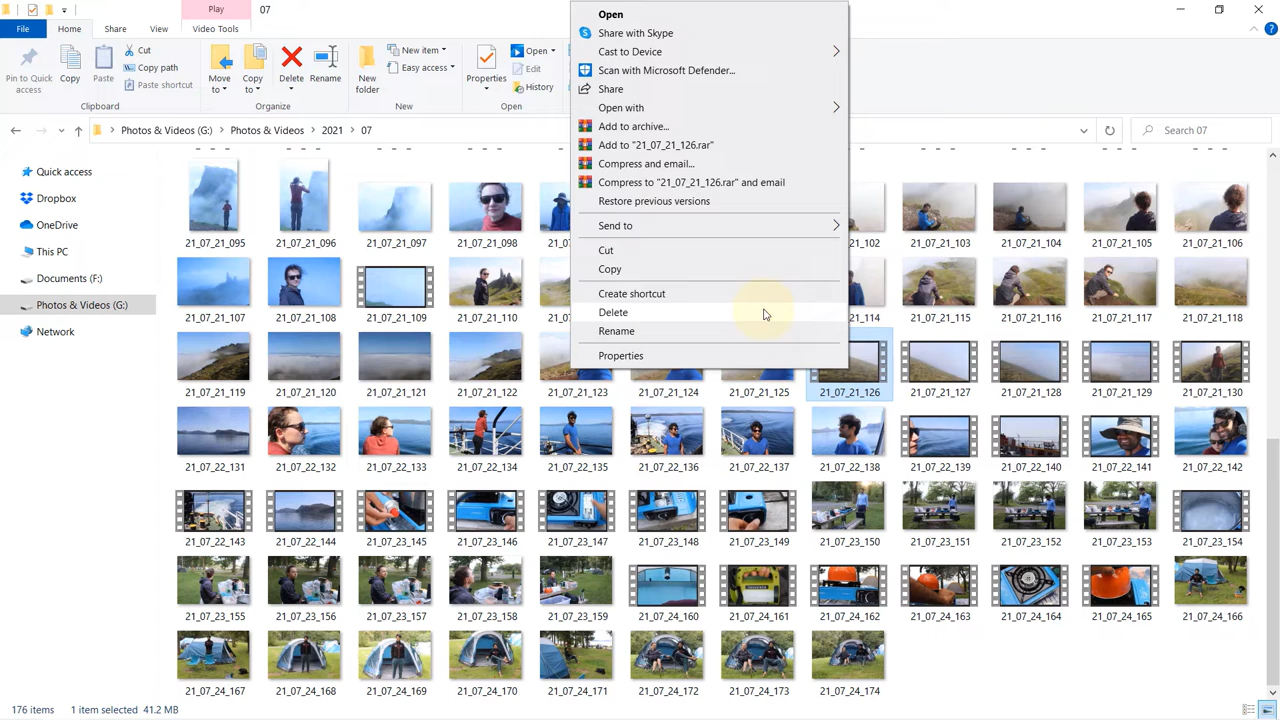 Play
07
File
Home
Share
View
Video Tools
Pin to Quick access
Copy
Paste
Cut
Copy path
Paste shortcut
Clipboard
Move to
Copy to
Delete
Rename
Organize
New folder
New item
Easy access
New
Properties
Open
Edit
History
Open
Photos & Videos (G:)
Photos & Videos
2021
07
Search 07
Quick access
Dropbox
OneDrive
This PC
Documents (F:)
Photos & Videos (G:)
Network
Open
Share with Skype
Cast to Device
Scan with Microsoft Defender...
Share
Open with
Add to archive...
Add to "21_07_21_126.rar"
Compress and email...
Compress to "21_07_21_126.rar" and email
Restore previous versions
Send to
Cut
Copy
Create shortcut
Delete
Rename
Properties
21_07_21_095 21_07_21_096 21_07_21_097 21_07_21_098 21_07_21_102 21_07_21_103 21_07_21_104 21_07_21_105 21_07_21_106
21_07_21_107 21_07_21_108 21_07_21_109 21_07_21_110 21_07_21_115 21_07_21_116 21_07_21_117 21_07_21_118
21_07_21_119 21_07_21_120 21_07_21_121 21_07_21_122 21_07_21_123 21_07_21_124 21_07_21_125 21_07_21_126 21_07_21_127 21_07_21_128 21_07_21_129 21_07_21_130
21_07_22_131 21_07_22_132 21_07_22_133 21_07_22_134 21_07_22_135 21_07_22_136 21_07_22_137 21_07_22_138 21_07_22_139 21_07_22_140 21_07_22_141 21_07_22_142
21_07_22_143 21_07_22_144 21_07_23_145 21_07_23_146 21_07_23_147 21_07_23_148 21_07_23_149 21_07_23_150 21_07_23_151 21_07_23_152 21_07_23_153 21_07_23_154
21_07_23_155 21_07_23_156 21_07_23_157 21_07_23_158 21_07_23_159 21_07_24_160 21_07_24_161 21_07_24_162 21_07_24_163 21_07_24_164 21_07_24_165 21_07_24_166
21_07_24_167 21_07_24_168 21_07_24_169 21_07_24_170 21_07_24_171 21_07_24_172 21_07_24_173 21_07_24_174
176 items
1 item selected 41.2 MB